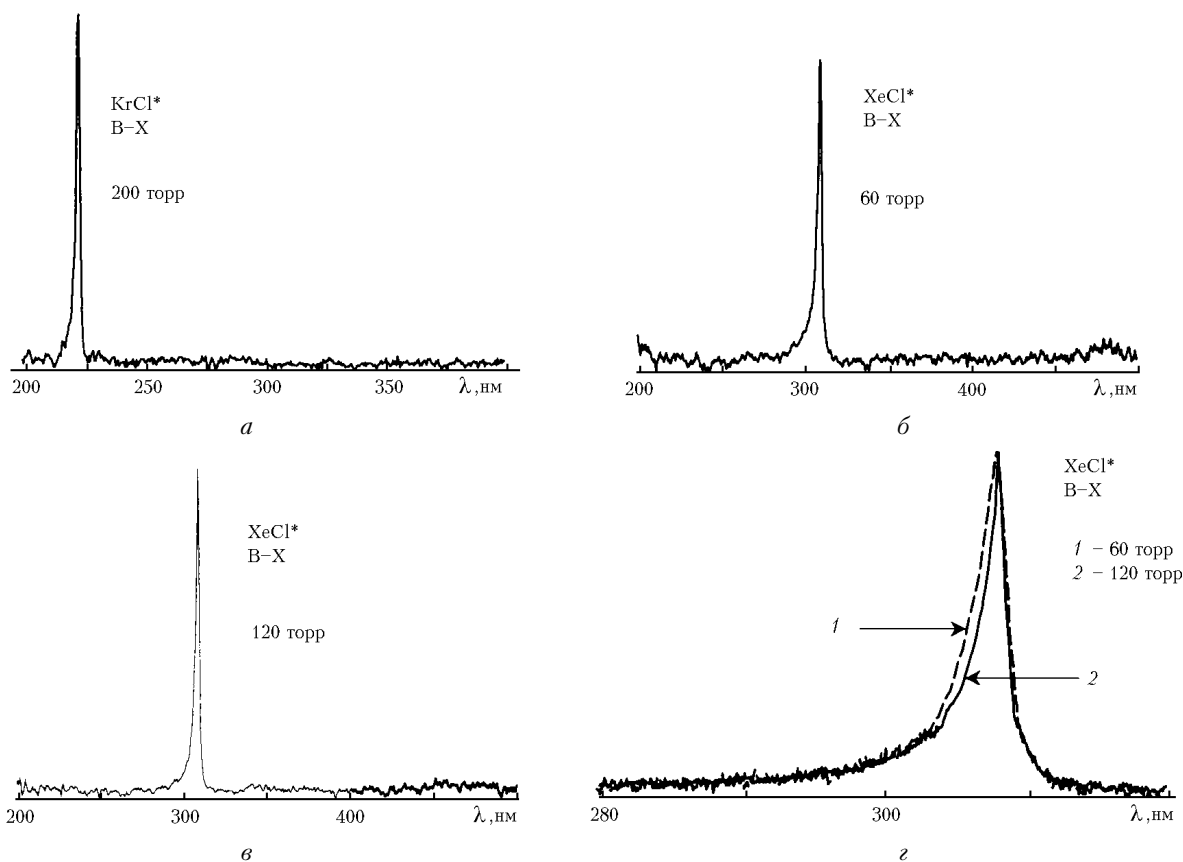 KrCl*
B–X
200 торр
200 250 300 350 λ,нм
а
XeCl*
B–X
60 торр
200 300 400 λ,нм
б
XeCl*
B–X
120 торр
200 300 400 λ,нм
в
XeCl*
B–X
1 – 60 торр
2 – 120 торр
1
2
280 300 λ,нм
г